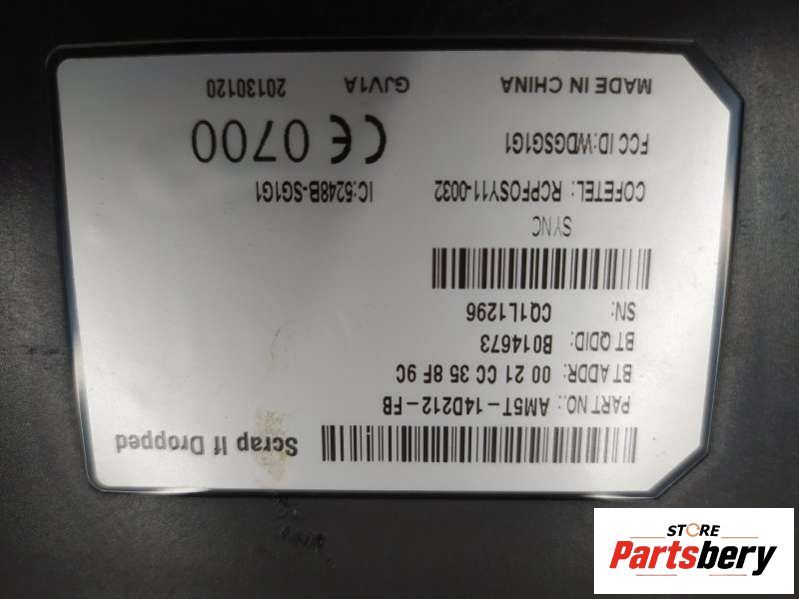 Scrap If Dropped
PART NO.: AM5T-14D212-FB
BT ADDR: 00 21 CC 35 8F 9C
BT QDID: B014673
SN: CQ1L1296
SYNC
COFETEL: RCPFOSY11-0032 IC:5248B-SG1G1
FCC ID:WDGSG1G1 CE 0700
MADE IN CHINA GJV1A 20130120
STORE
Partsbery